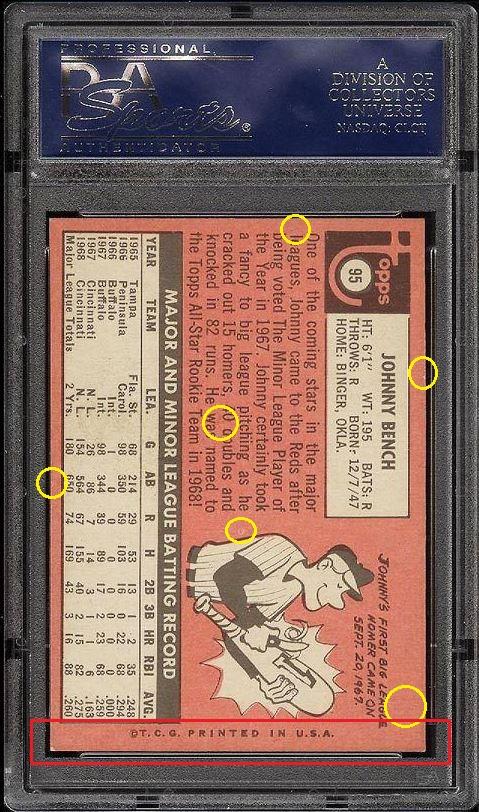 PROFESSIONAL
PSA
Sports
AUTHENTICATOR
A
DIVISION OF
COLLECTORS
UNIVERSE
NASDAQ: CLCT
Topps
95
JOHNNY BENCH
HT: 6'1" WT: 195 BATS: R
THROWS: R BORN: 12/7/47
HOME: BINGER, OKLA.
One of the coming stars in the major
leagues, Johnny came to the Reds after
being voted The Minor League Player of
the Year in 1967. Johnny certainly took
a fancy to big league pitching as he
cracked out 15 homers, doubles and
knocked in 82 runs. He was named to
the Topps All-Star Rookie Team in 1968!
JOHNNY'S FIRST BIG LEAGUE
HOMER CAME ON
SEPT. 20, 1967.
MAJOR AND MINOR LEAGUE BATTING RECORD
YEAR TEAM LEA. G AB R H 2B 3B HR RBI AVG.
1965 Tampa Fla. St. 68 214 29 53 13 1 2 35 .248
1966 Peninsula Carol. 98 350 59 103 16 0 22 68 .294
1966 Buffalo Int. 1 0 0 0 0 0 0 0 .000
1967 Buffalo Int. 98 344 39 89 17 2 23 68 .259
1967 Cincinnati N. L. 26 86 7 14 3 1 1 6 .163
1968 Cincinnati N. L. 154 564 67 155 40 2 15 82 .275
Major League Totals 2 Yrs. 180 650 74 169 43 3 16 88 .260
©T.C.G. PRINTED IN U.S.A.